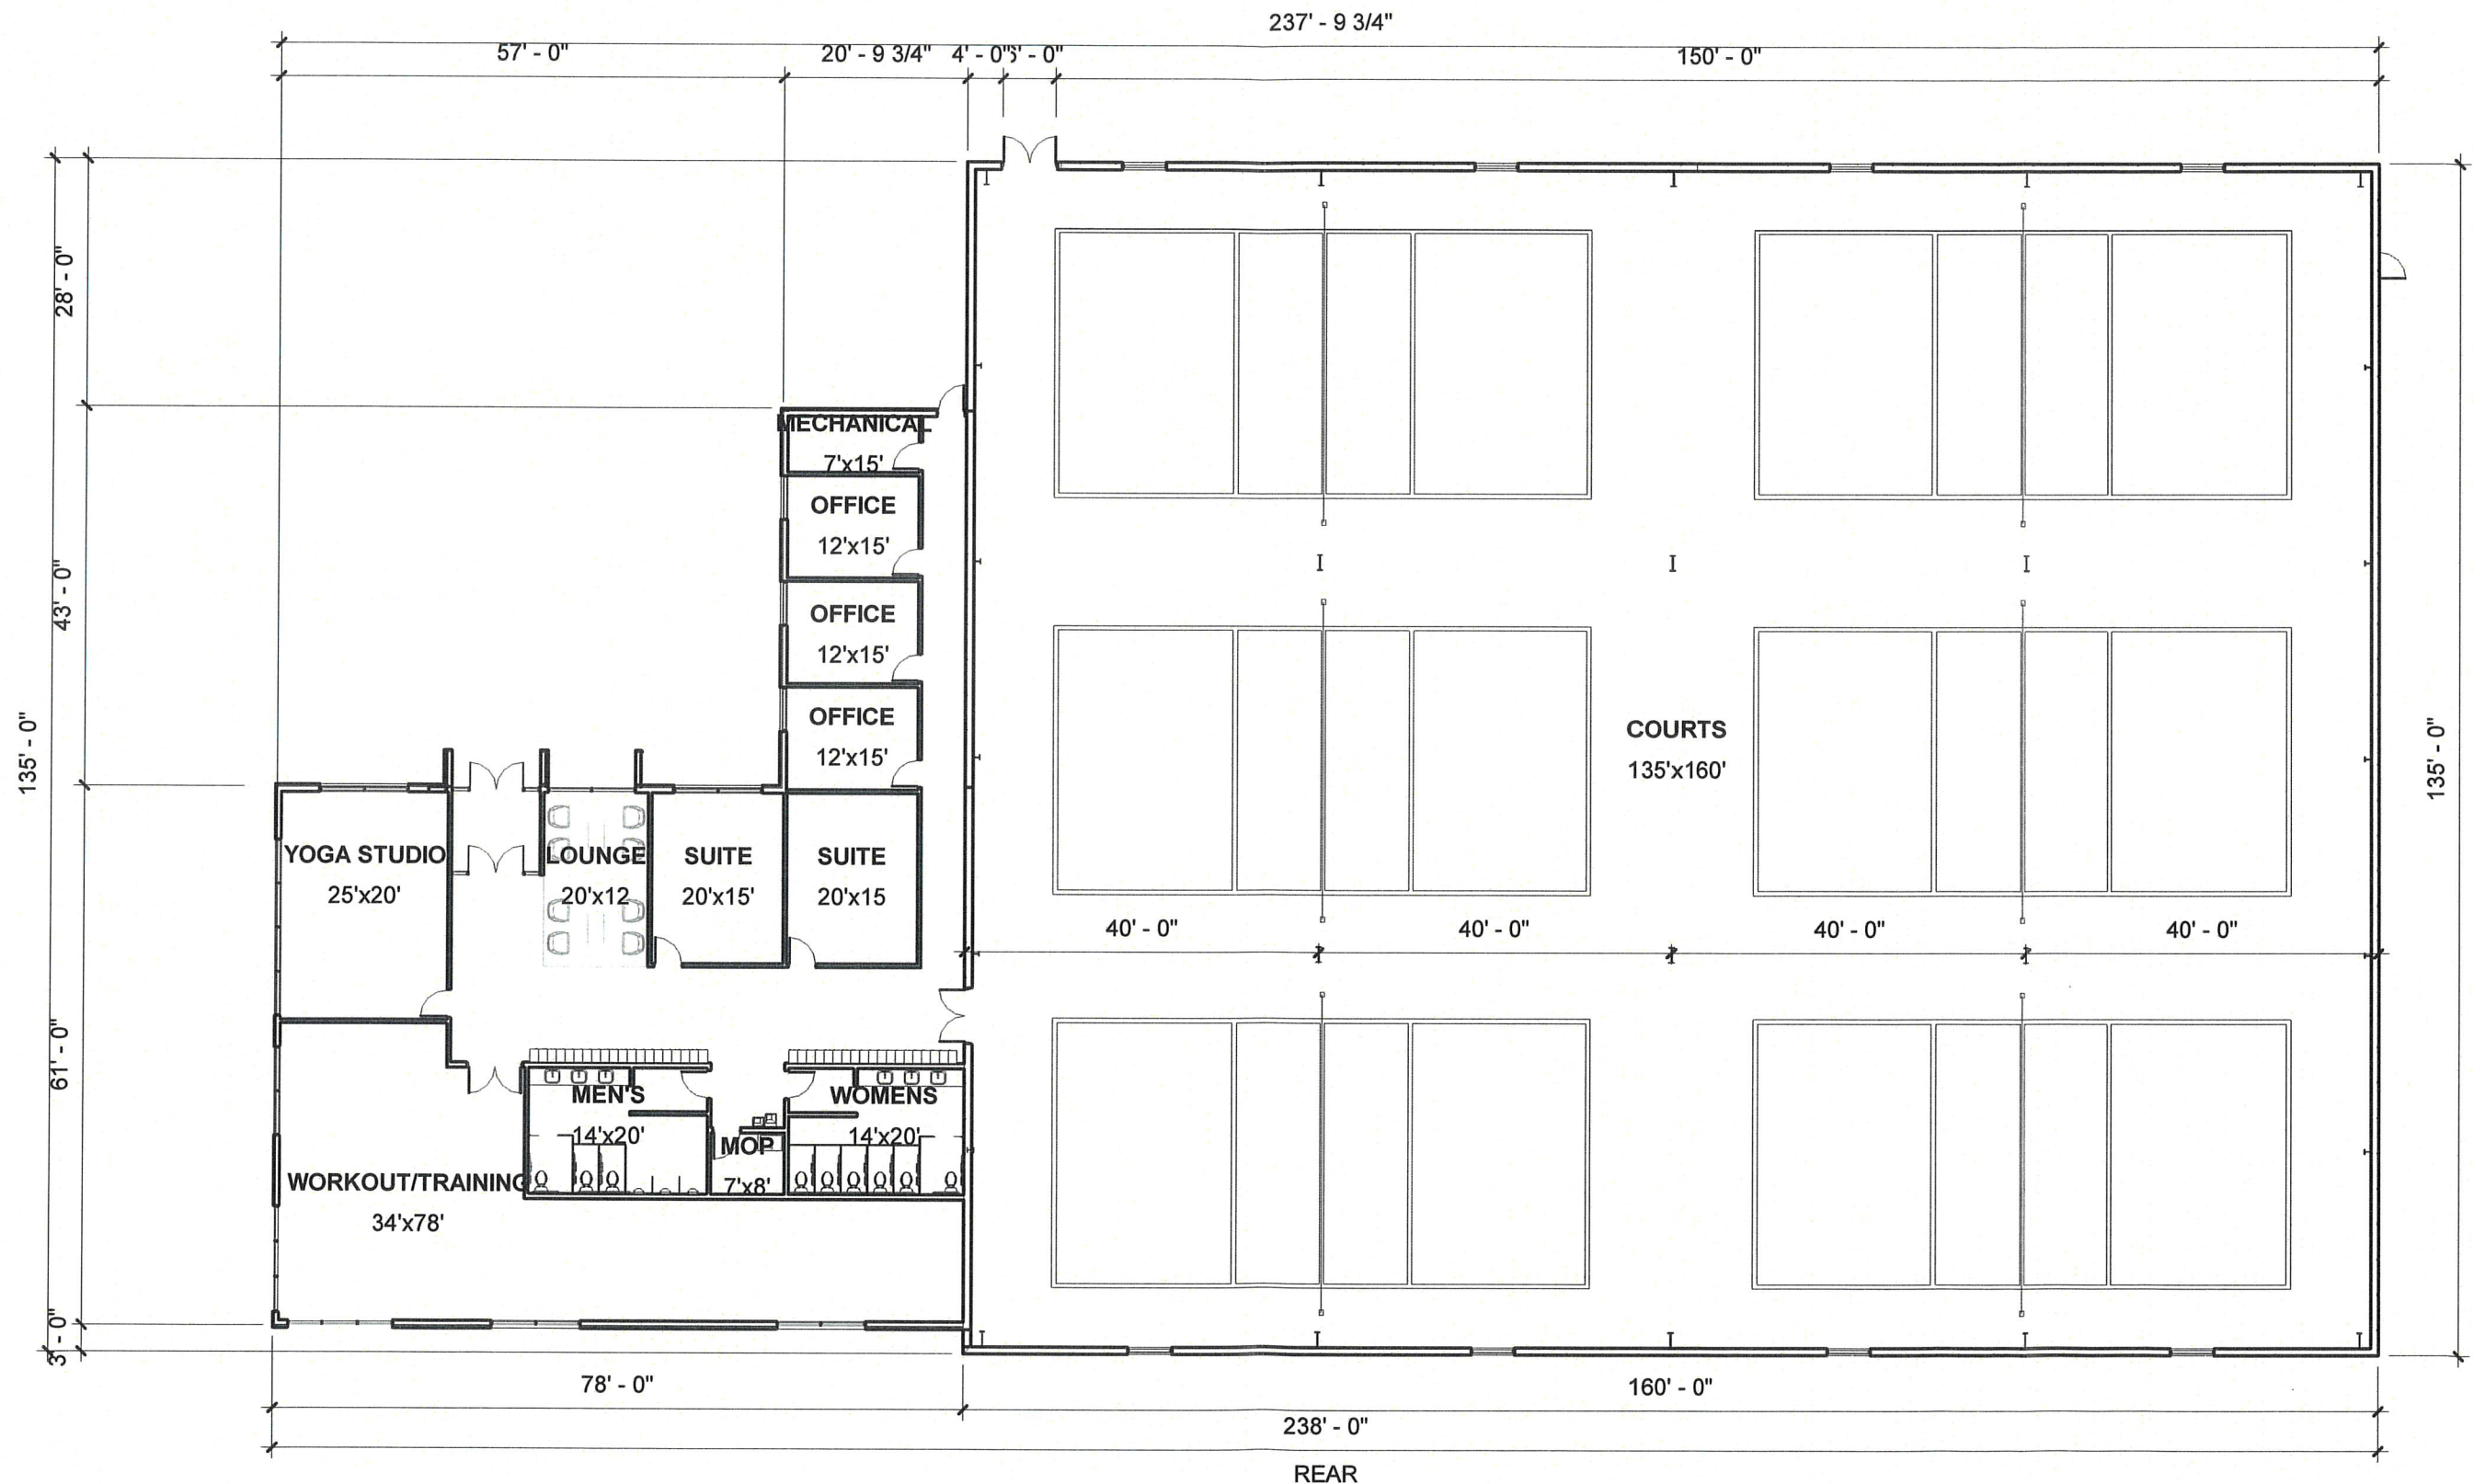 237' - 9 3/4"
57' - 0"
20' - 9 3/4"
4' - 0"
150' - 0"
28' - 0"
43' - 0"
135' - 0"
61' - 0"
3' - 0"
MECHANICAL
7'x15'
OFFICE
12'x15'
OFFICE
12'x15'
OFFICE
12'x15'
YOGA STUDIO
25'x20'
LOUNGE
20'x12
SUITE
20'x15'
SUITE
20'x15
COURTS
135'x160'
135' - 0"
40' - 0"
40' - 0"
40' - 0"
40' - 0"
MEN'S
14'x20'
MOP
7'x8'
WOMENS
14'x20'
WORKOUT/TRAINING
34'x78'
78' - 0"
160' - 0"
238' - 0"
REAR